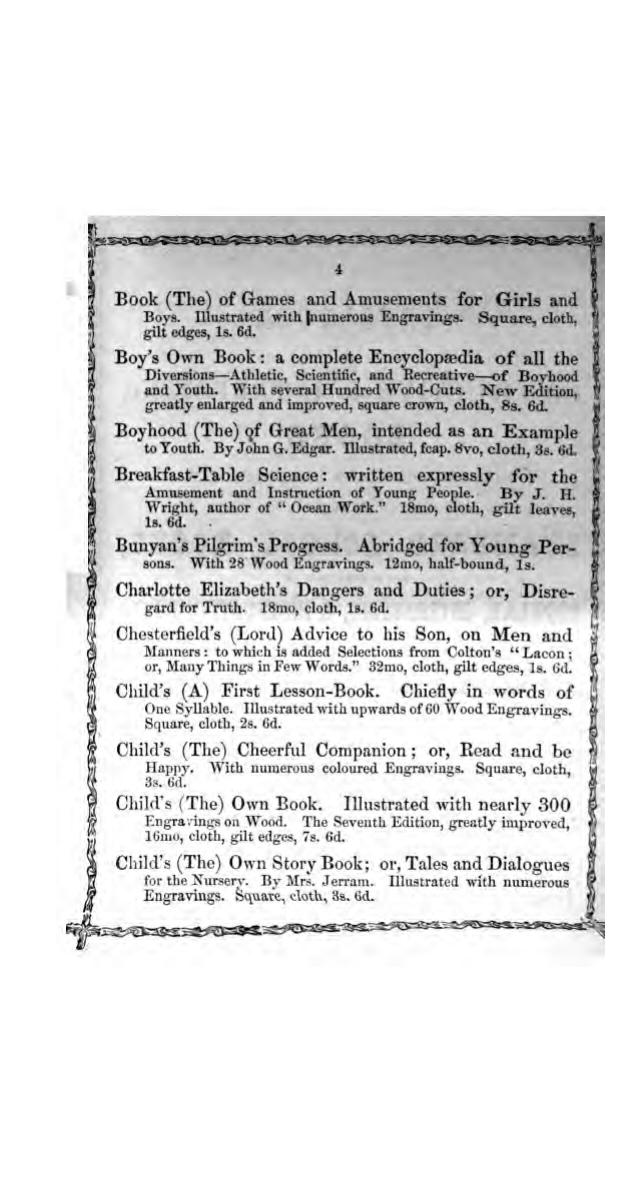 4
Book (The) of Games and Amusements for Girls and
Boys. Illustrated with numerous Engravings. Square, cloth,
gilt edges, 1s. 6d.
Boy's Own Book: a complete Encyclopædia of all the
Diversions—Athletic, Scientific, and Recreative—of Boyhood
and Youth. With several Hundred Wood-Cuts. New Edition,
greatly enlarged and improved, square crown, cloth, 8s. 6d.
Boyhood (The) of Great Men, intended as an Example
to Youth. By John G. Edgar. Illustrated, fcap. 8vo, cloth, 3s. 6d.
Breakfast-Table Science: written expressly for the
Amusement and Instruction of Young People. By J. H.
Wright, author of "Ocean Work." 18mo, cloth, gilt leaves,
1s. 6d.
Bunyan's Pilgrim's Progress. Abridged for Young Per-
sons. With 28 Wood Engravings. 12mo, half-bound, 1s.
Charlotte Elizabeth's Dangers and Duties; or, Disre-
gard for Truth. 18mo, cloth, 1s. 6d.
Chesterfield's (Lord) Advice to his Son, on Men and
Manners: to which is added Selections from Colton's "Lacon;
or, Many Things in Few Words." 32mo, cloth, gilt edges, 1s. 6d.
Child's (A) First Lesson-Book. Chiefly in words of
One Syllable. Illustrated with upwards of 60 Wood Engravings.
Square, cloth, 2s. 6d.
Child's (The) Cheerful Companion; or, Read and be
Happy. With numerous coloured Engravings. Square, cloth,
3s. 6d.
Child's (The) Own Book. Illustrated with nearly 300
Engravings on Wood. The Seventh Edition, greatly improved,
16mo, cloth, gilt edges, 7s. 6d.
Child's (The) Own Story Book; or, Tales and Dialogues
for the Nursery. By Mrs. Jerram. Illustrated with numerous
Engravings. Square, cloth, 3s. 6d.